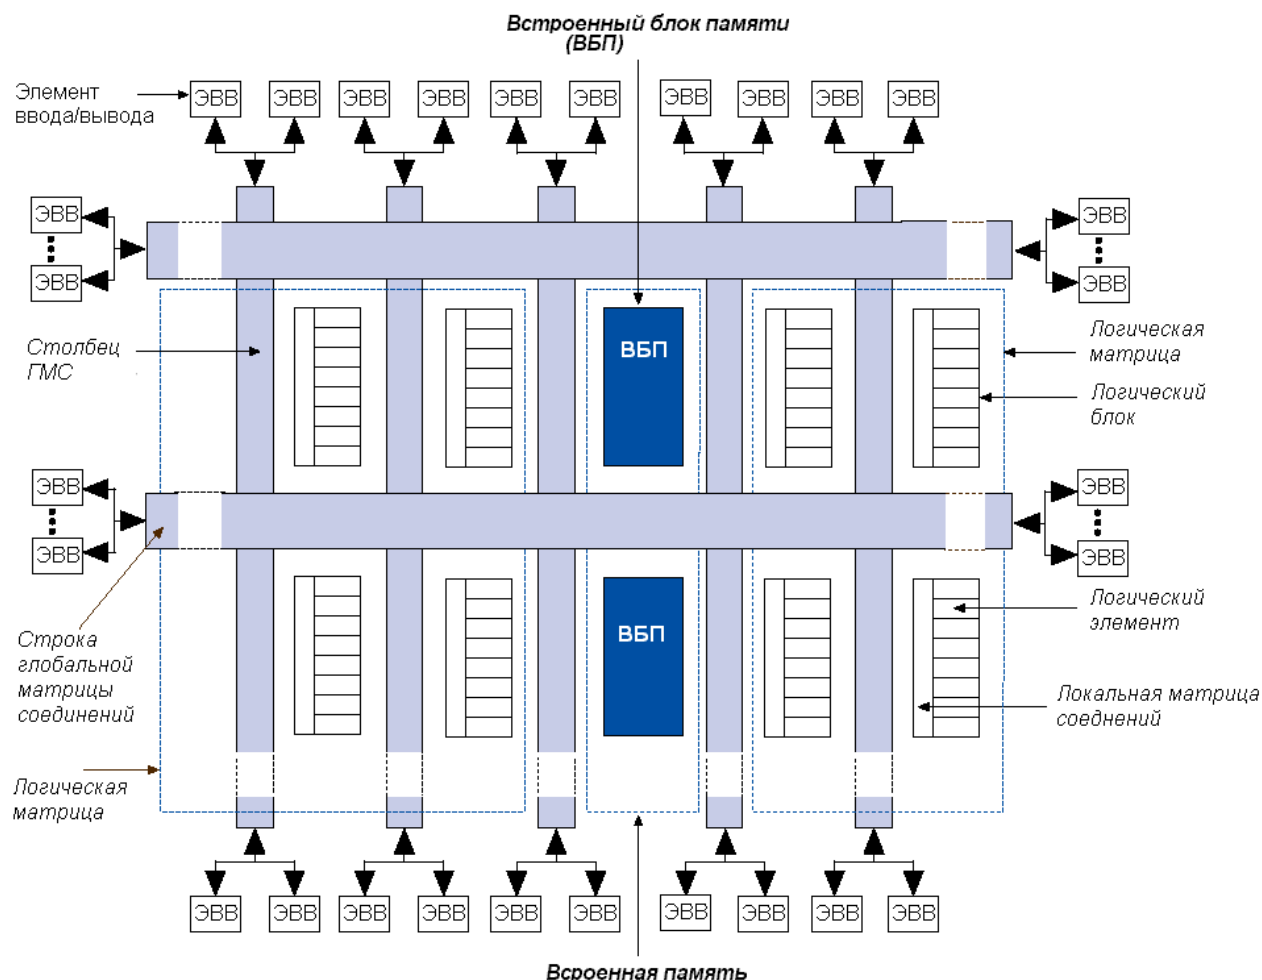 Встроенный блок памяти
(ВБП)
Элемент
ввода/вывода
ЭВВ ЭВВ ЭВВ ЭВВ ЭВВ ЭВВ ЭВВ ЭВВ ЭВВ ЭВВ
ЭВВ
ЭВВ
ЭВВ
ЭВВ
Столбец
ГМС
ВБП
Логическая
матрица
Логический
блок
ЭВВ
ЭВВ
ЭВВ
ЭВВ
Строка
глобальной
матрицы
соединений
ВБП
Логический
элемент
Локальная матрица
соеднений
Логическая
матрица
ЭВВ ЭВВ ЭВВ ЭВВ ЭВВ ЭВВ ЭВВ ЭВВ ЭВВ ЭВВ
Всроенная память